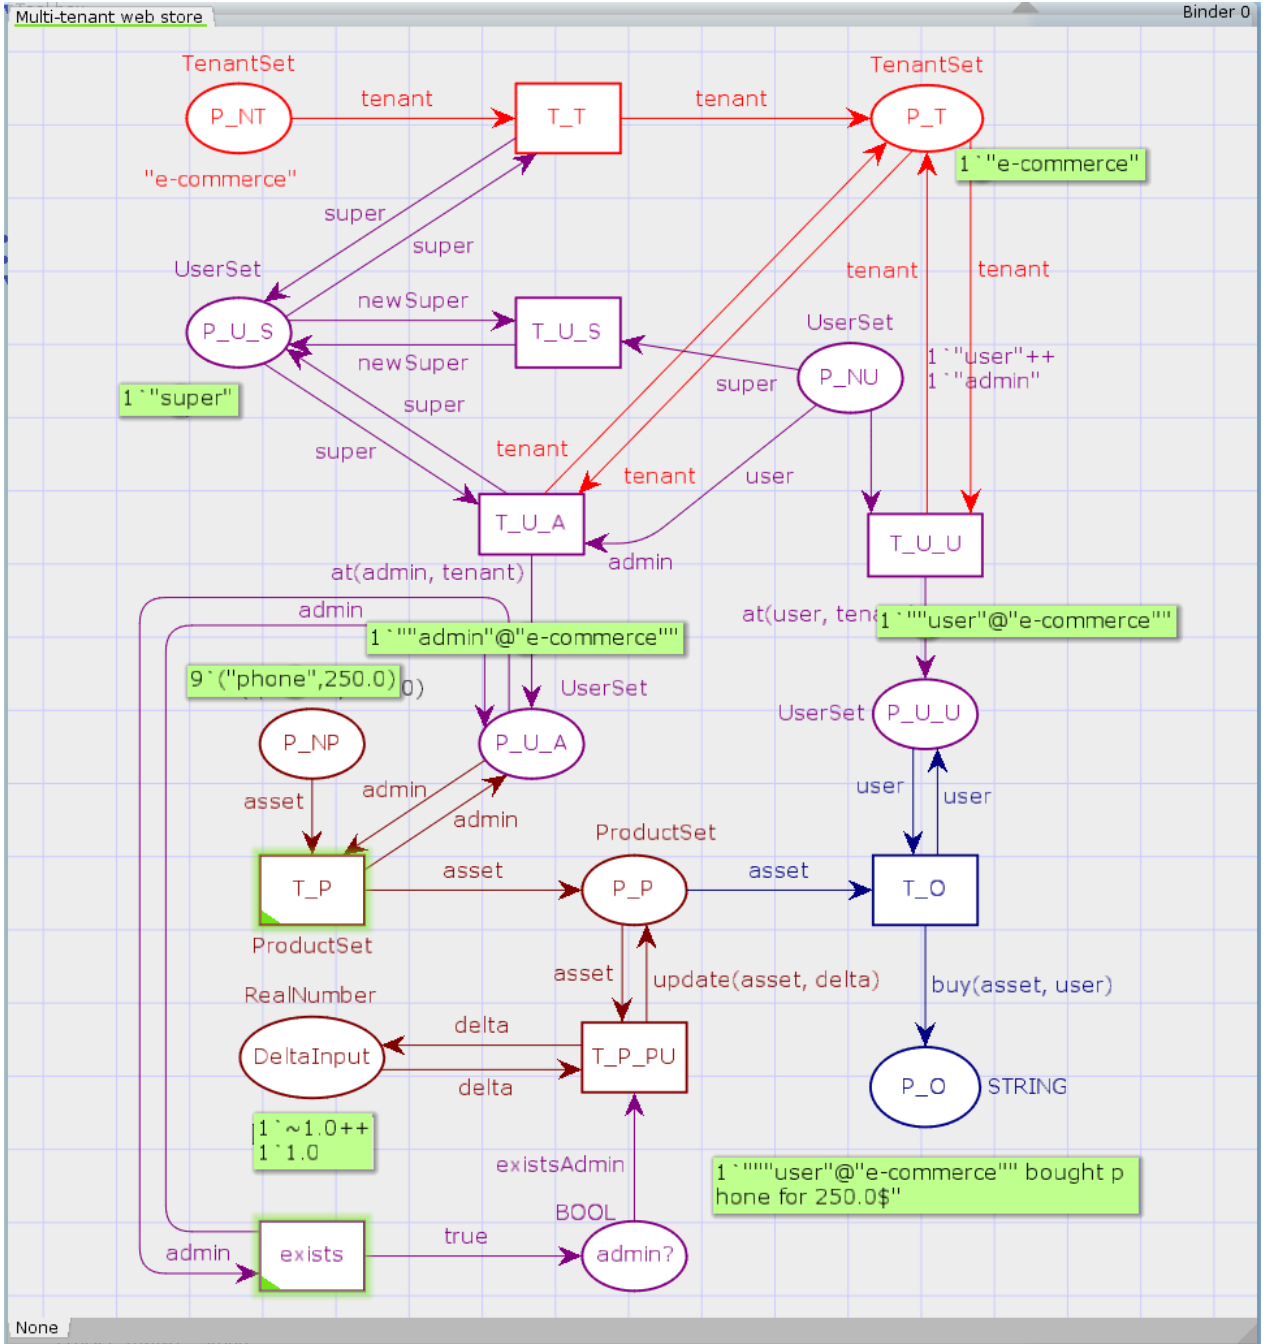 Multi-tenant web store
Binder 0
TenantSet
TenantSet
P_NT
tenant
T_T
tenant
P_T
1`"e-commerce"
"e-commerce"
super
super
UserSet
tenant
tenant
newSuper
P_U_S
T_U_S
UserSet
newSuper
1`"user"++
1`"admin"
P_NU
super
1`"super"
super
super
tenant
tenant
user
T_U_A
T_U_U
admin
at(admin, tenant)
admin
at(user, tena
1`""user"@"e-commerce""
1`""admin"@"e-commerce""
9`("phone",250.0)
0)
UserSet
UserSet
P_U_U
P_NP
P_U_A
admin
asset
admin
user
user
ProductSet
T_P
asset
P_P
asset
T_O
ProductSet
asset
update(asset, delta)
buy(asset, user)
RealNumber
delta
DeltaInput
T_P_PU
delta
P_O
STRING
1`~1.0++
1`1.0
existsAdmin
1`"""user"@"e-commerce"" bought p
hone for 250.0$"
BOOL
admin
exists
true
admin?
None